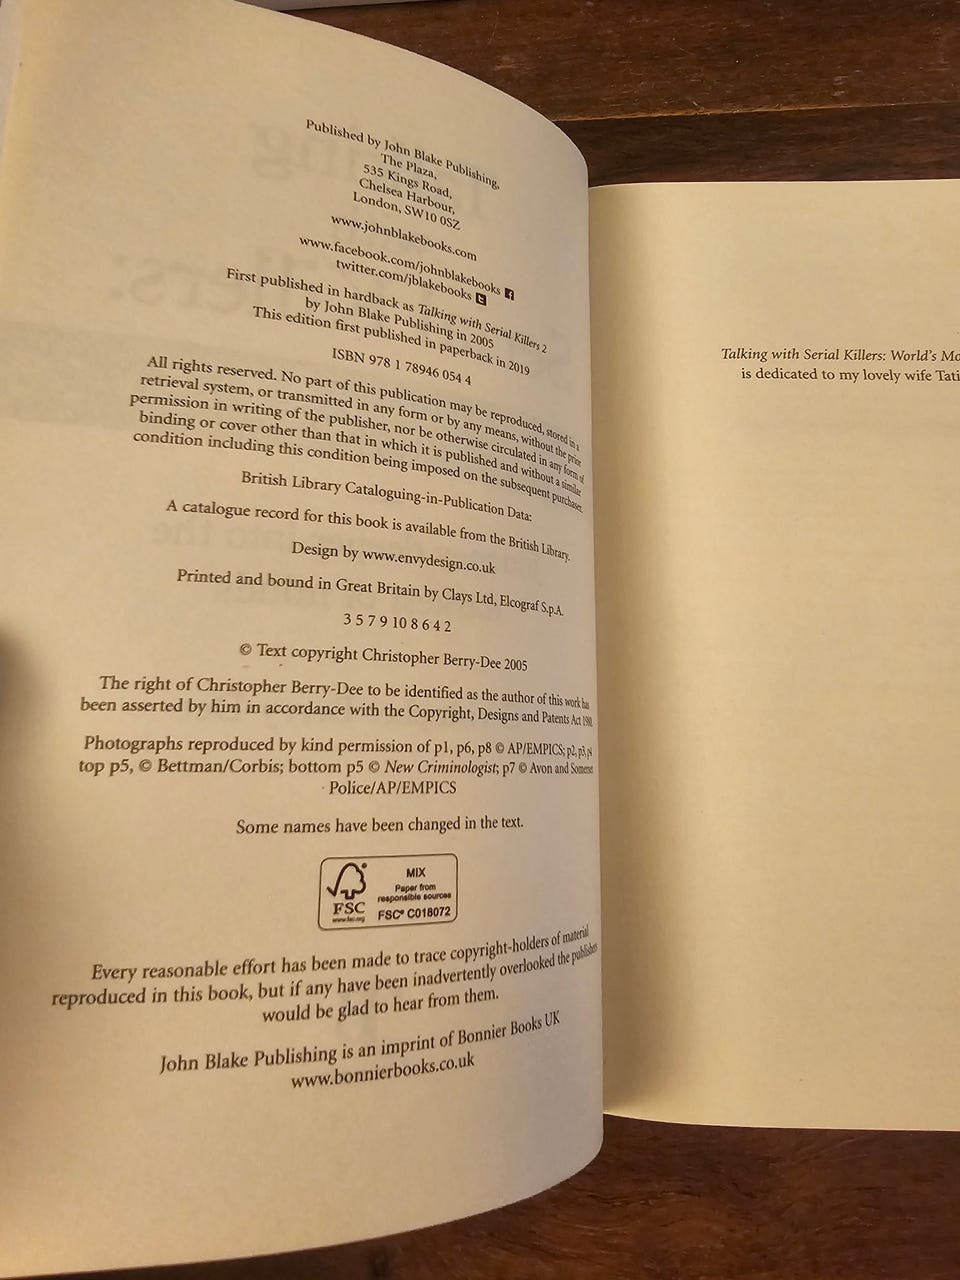 Published by John Blake Publishing,
The Plaza,
535 Kings Road,
Chelsea Harbour,
London, SW10 0SZ
www.johnblakebooks.com
www.facebook.com/johnblakebooks
twitter.com/jblakebooks
First published in hardback as Talking with Serial Killers 2
by John Blake Publishing in 2005
This edition first published in paperback in 2019
ISBN 978 1 78946 054 4
All rights reserved. No part of this publication may be reproduced, stored in a
retrieval system, or transmitted in any form or by any means, without the prior
permission in writing of the publisher, nor be otherwise circulated in any form of
binding or cover other than that in which it is published and without a similar
condition including this condition being imposed on the subsequent purchaser.
British Library Cataloguing-in-Publication Data:
A catalogue record for this book is available from the British Library.
Design by www.envydesign.co.uk
Printed and bound in Great Britain by Clays Ltd, Elcograf S.p.A.
3 5 7 9 10 8 6 4 2
© Text copyright Christopher Berry-Dee 2005
The right of Christopher Berry-Dee to be identified as the author of this work has
been asserted by him in accordance with the Copyright, Designs and Patents Act 1988.
Photographs reproduced by kind permission of p1, p6, p8 © AP/EMPICS; p2, p3, p4
top p5, © Bettman/Corbis; bottom p5 © New Criminologist; p7 © Avon and Somerset
Police/AP/EMPICS
Some names have been changed in the text.
FSC
www.fsc.org
MIX
Paper from
responsible sources
FSC® C018072
Every reasonable effort has been made to trace copyright-holders of material
reproduced in this book, but if any have been inadvertently overlooked the publishers
would be glad to hear from them.
John Blake Publishing is an imprint of Bonnier Books UK
www.bonnierbooks.co.uk
Talking with Serial Killers: World's Mo
is dedicated to my lovely wife Tati